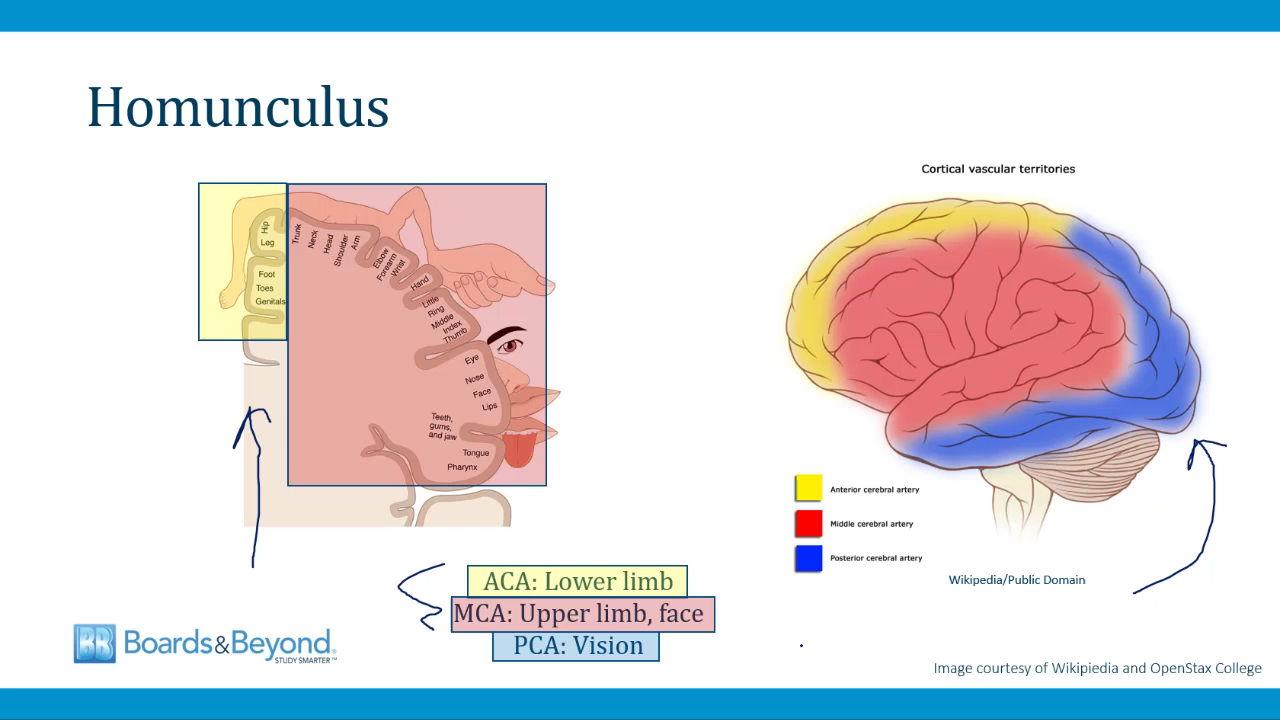 Homunculus
Cortical vascular territories
Hip
Leg
Foot
Toes
Genitals
Trunk
Neck
Head
Shoulder
Arm
Elbow
Forearm
Wrist
Hand
Little
Ring
Middle
Index
Thumb
Eye
Nose
Face
Lips
Teeth,
gums,
and jaw
Tongue
Pharynx
Anterior cerebral artery
Middle cerebral artery
Posterior cerebral artery
Wikipedia/Public Domain
ACA: Lower limb
MCA: Upper limb, face
PCA: Vision
BB Boards&Beyond.
STUDY SMARTER™
Image courtesy of Wikipiedia and OpenStax College